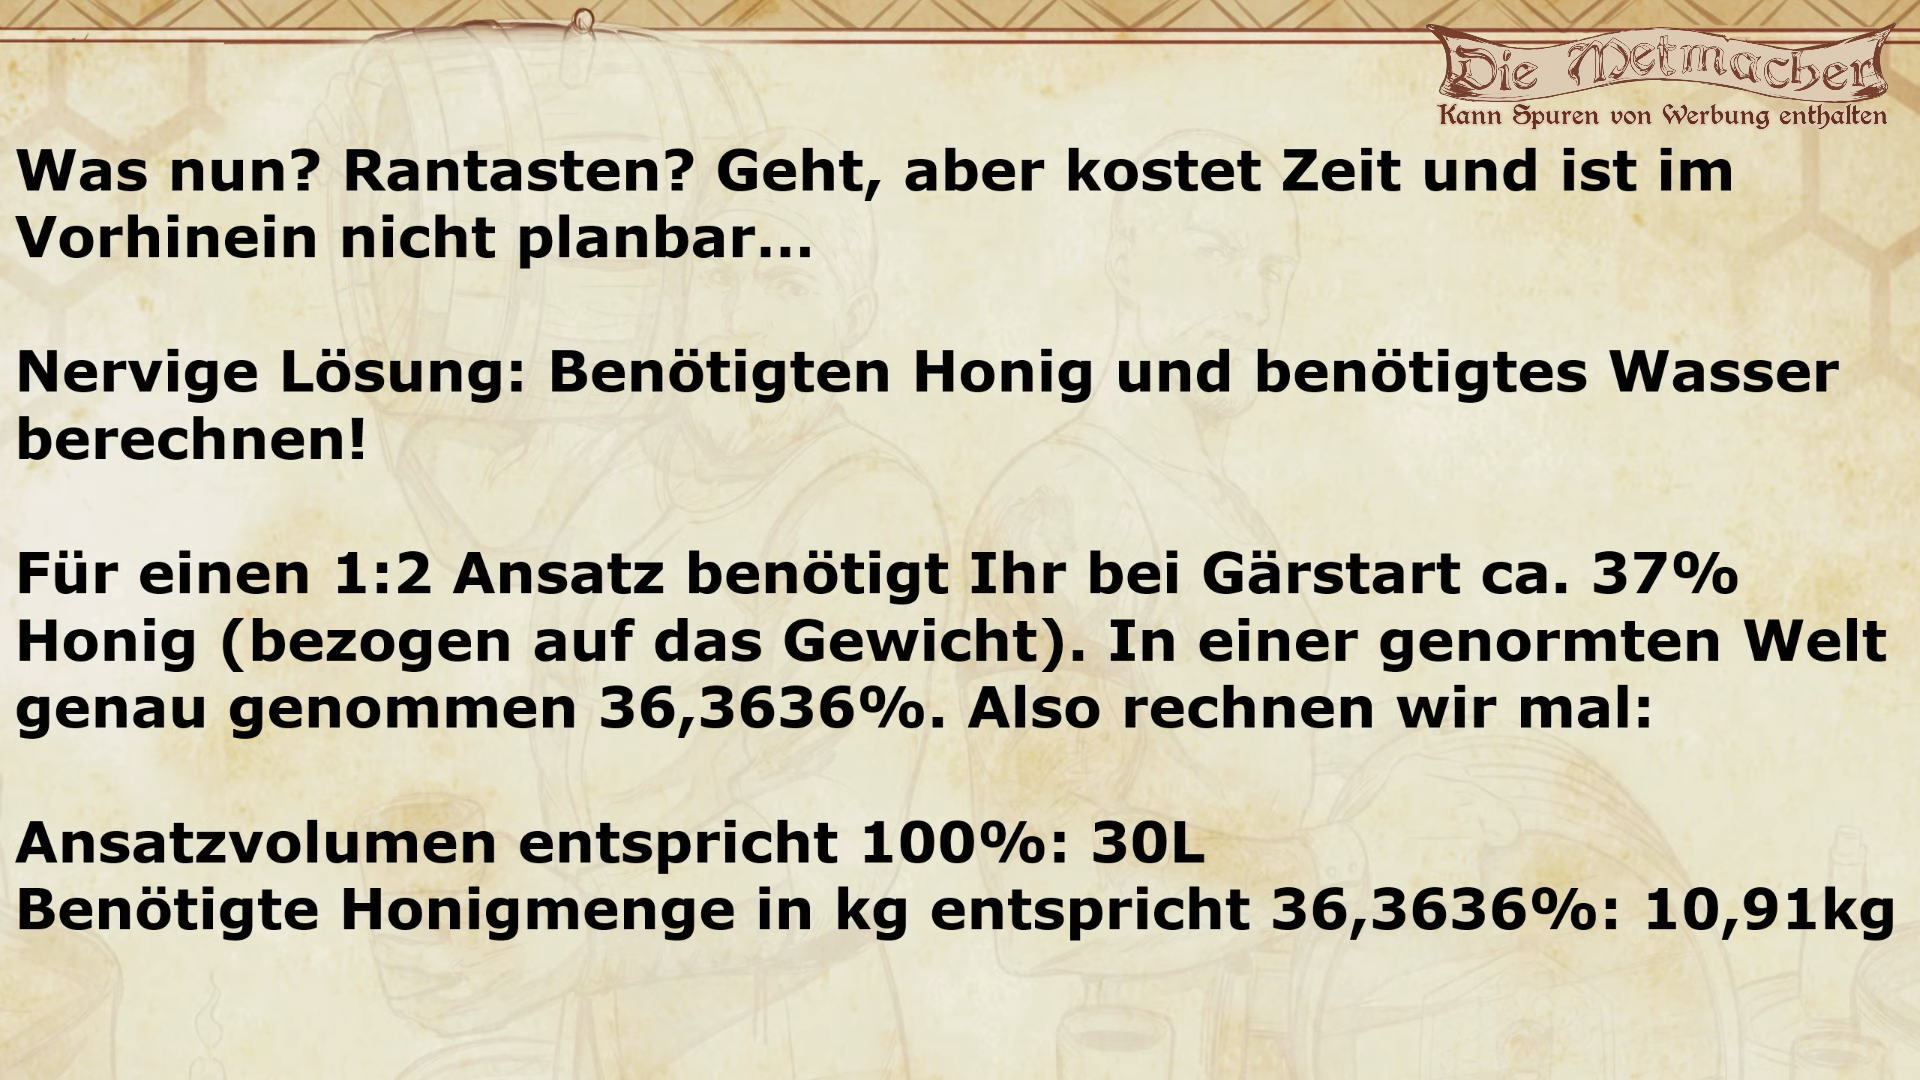 Die Metmacher
Kann Spuren von Werbung enthalten
Was nun? Rantasten? Geht, aber kostet Zeit und ist im
Vorhinein nicht planbar...
Nervige Lösung: Benötigten Honig und benötigtes Wasser
berechnen!
Für einen 1:2 Ansatz benötigt Ihr bei Gärstart ca. 37%
Honig (bezogen auf das Gewicht). In einer genormten Welt
genau genommen 36,3636%. Also rechnen wir mal:
Ansatzvolumen entspricht 100%: 30L
Benötigte Honigmenge in kg entspricht 36,3636%: 10,91kg